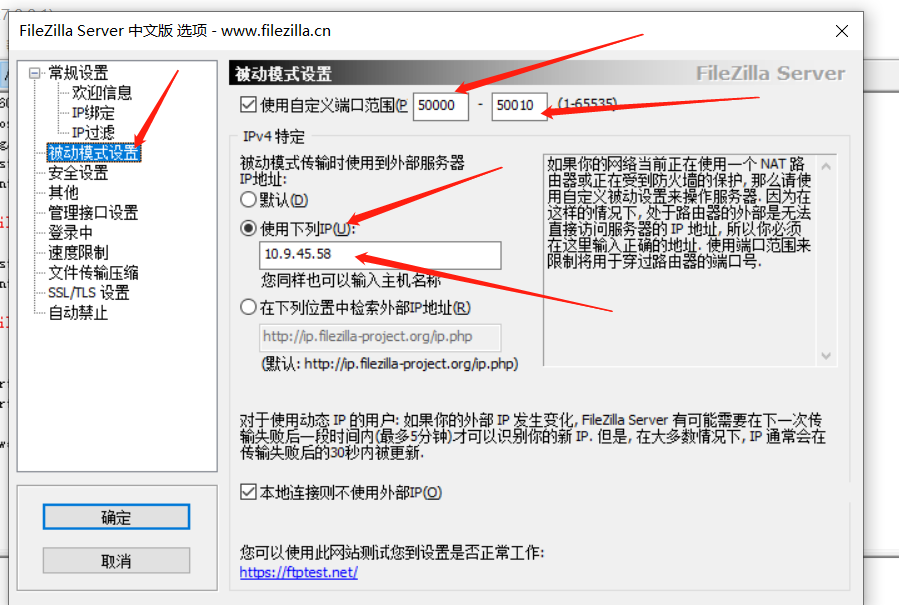 FileZilla Server 中文版 选项 - www.filezilla.cn
常规设置
欢迎信息
IP绑定
IP过滤
被动模式设置
安全设置
其他
管理接口设置
登录中
速度限制
文件传输压缩
SSL/TLS 设置
自动禁止
确定
取消
被动模式设置
FileZilla Server
使用自定义端口范围(P 50000 - 50010 (1-65535)
IPv4 特定
被动模式传输时使用到外部服务器
IP地址:
默认(D)
使用下列IP(U):
10.9.45.58
您同样也可以输入主机名称
在下列位置中检索外部IP地址(R)
http://ip.filezilla-project.org/ip.php
(默认: http://ip.filezilla-project.org/ip.php)
如果你的网络当前正在使用一个 NAT 路
由器或正在受到防火墙的保护, 那么请使
用自定义被动设置来操作服务器. 因为在
这样的情况下, 处于路由器的外部是无法
直接访问服务器的 IP 地址, 所以你必须
在这里输入正确的地址. 使用端口范围来
限制将用于穿过路由器的端口号.
对于使用动态 IP 的用户: 如果你的外部 IP 发生变化, FileZilla Server 有可能需要在下一次传
输失败后一段时间内(最多5分钟)才可以识别你的新 IP. 但是, 在大多数情况下, IP 通常会在
传输失败后的30秒内被更新.
本地连接则不使用外部IP(O)
您可以使用此网站测试您到设置是否正常工作:
https://ftptest.net/